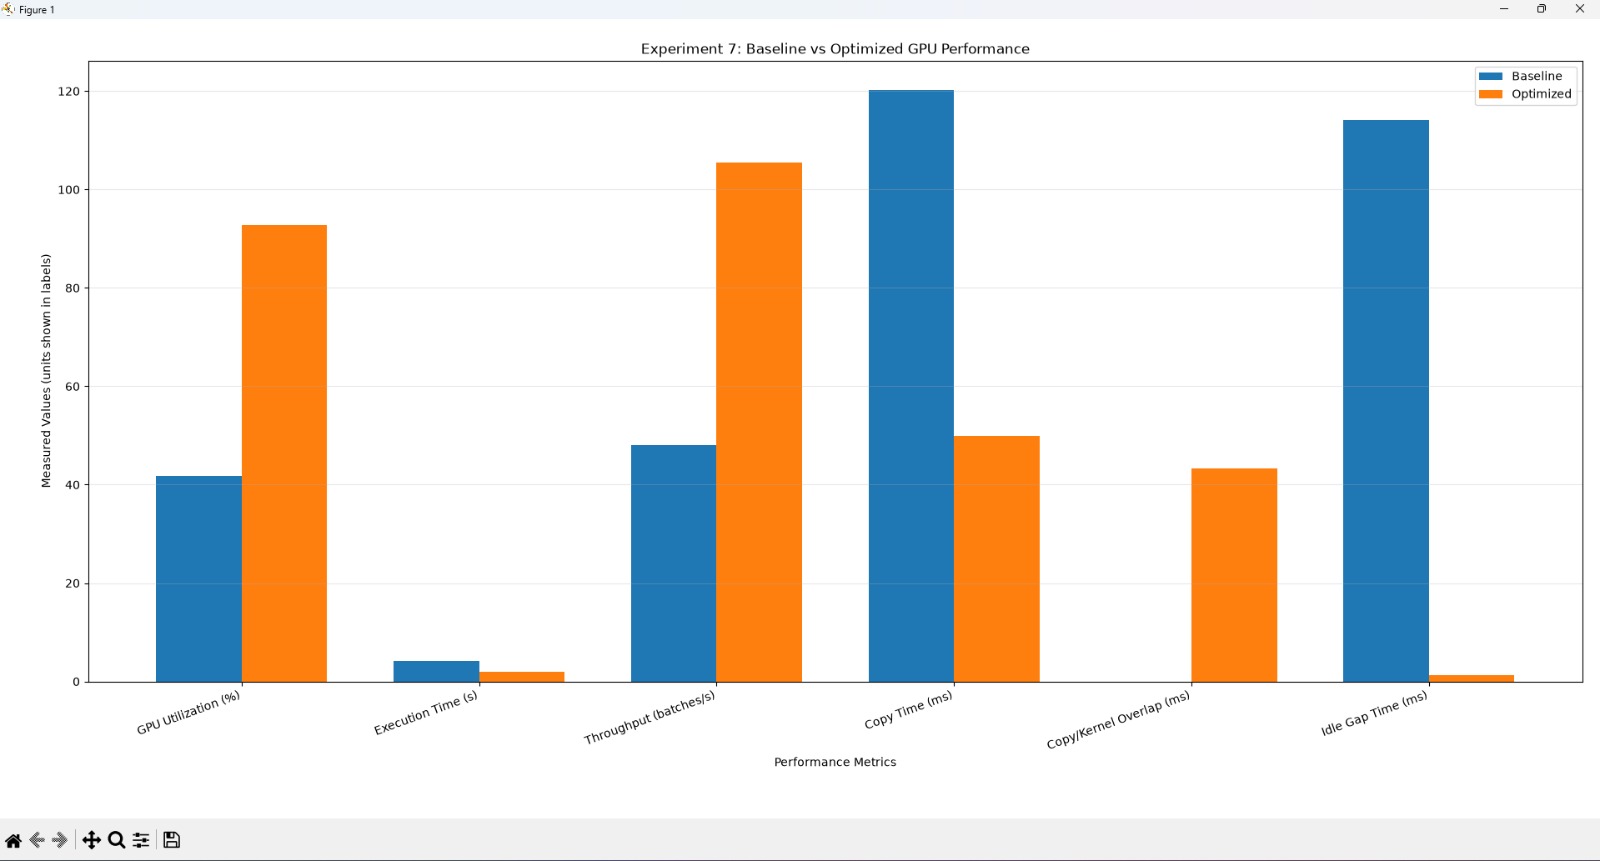 Figure 1
Experiment 7: Baseline vs Optimized GPU Performance
Baseline
Optimized
Measured Values (units shown in labels)
120
100
80
60
40
20
0
GPU Utilization (%)
Execution Time (s)
Throughput (batches/s)
Copy Time (ms)
Copy/Kernel Overlap (ms)
Idle Gap Time (ms)
Performance Metrics